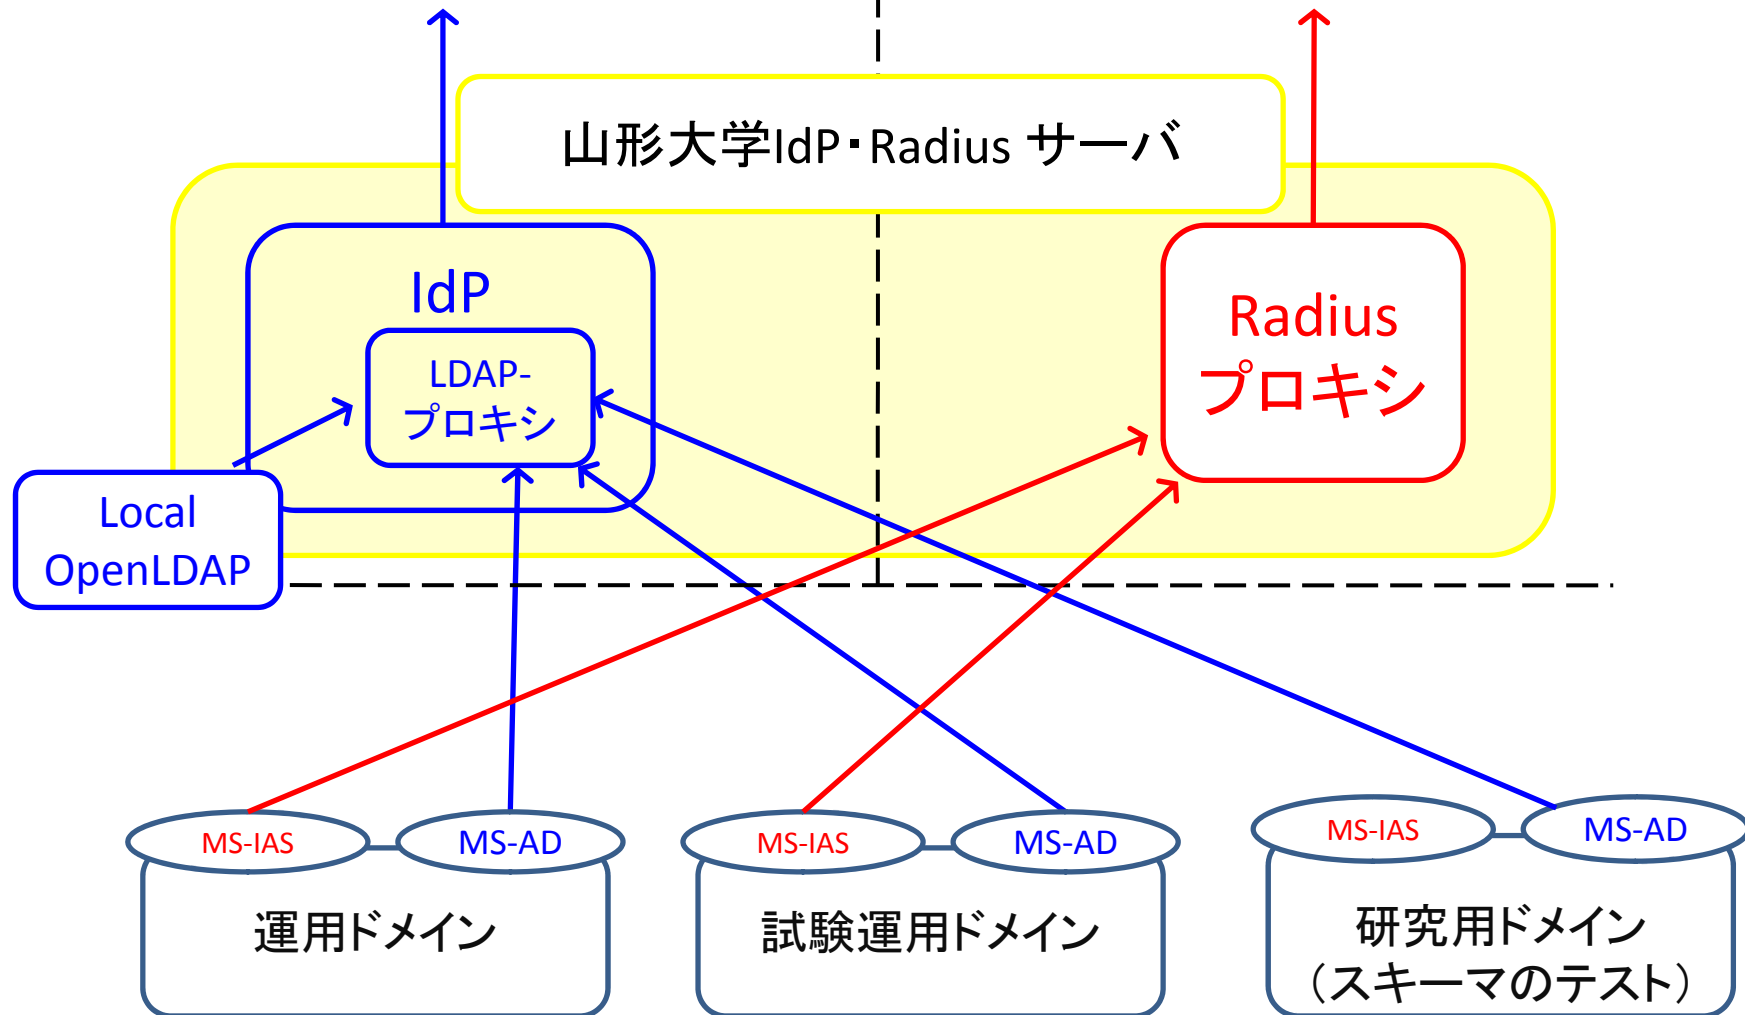 山形大学IdP・Radius サーバ
IdP
LDAP-
プロキシ
Radius
プロキシ
Local
OpenLDAP
MS-IAS
MS-AD
運用ドメイン
MS-IAS
MS-AD
試験運用ドメイン
MS-IAS
MS-AD
研究用ドメイン
（スキーマのテスト）